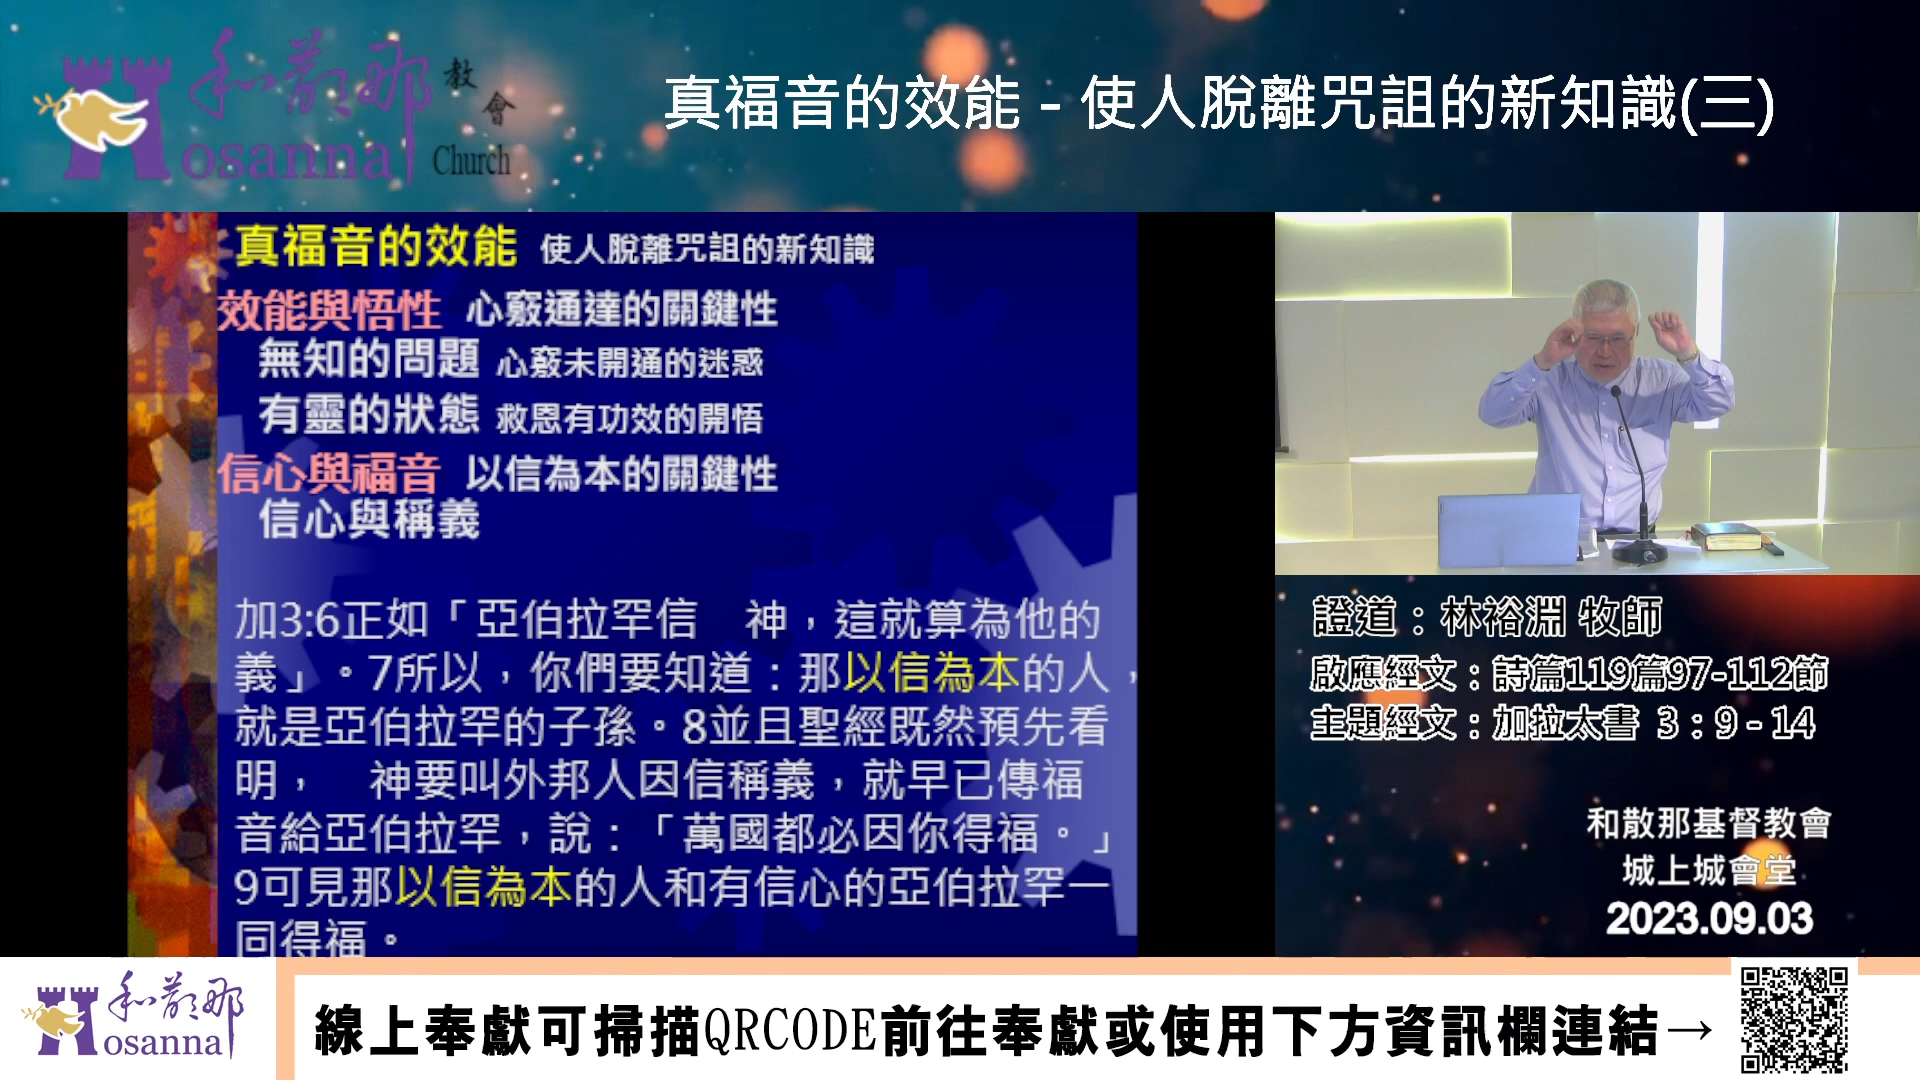 和散那
教會
Hosanna Church
真福音的效能 - 使人脫離咒詛的新知識(三)
真福音的效能 使人脫離咒詛的新知識
效能與悟性 心竅通達的關鍵性
無知的問題 心竅未開通的迷惑
有靈的狀態 救恩有功效的開悟
信心與福音 以信為本的關鍵性
信心與稱義
加3:6正如「亞伯拉罕信 神，這就算為他的
義」。7所以，你們要知道：那以信為本的人，
就是亞伯拉罕的子孫。8並且聖經既然預先看
明， 神要叫外邦人因信稱義，就早已傳福
音給亞伯拉罕，說：「萬國都必因你得福。」
9可見那以信為本的人和有信心的亞伯拉罕一
同得福。
證道：林裕淵 牧師
啟應經文：詩篇119篇97-112節
主題經文：加拉太書 3：9 - 14
和散那基督教會
城上城會堂
2023.09.03
和散那
Hosanna
線上奉獻可掃描QRCODE前往奉獻或使用下方資訊欄連結→